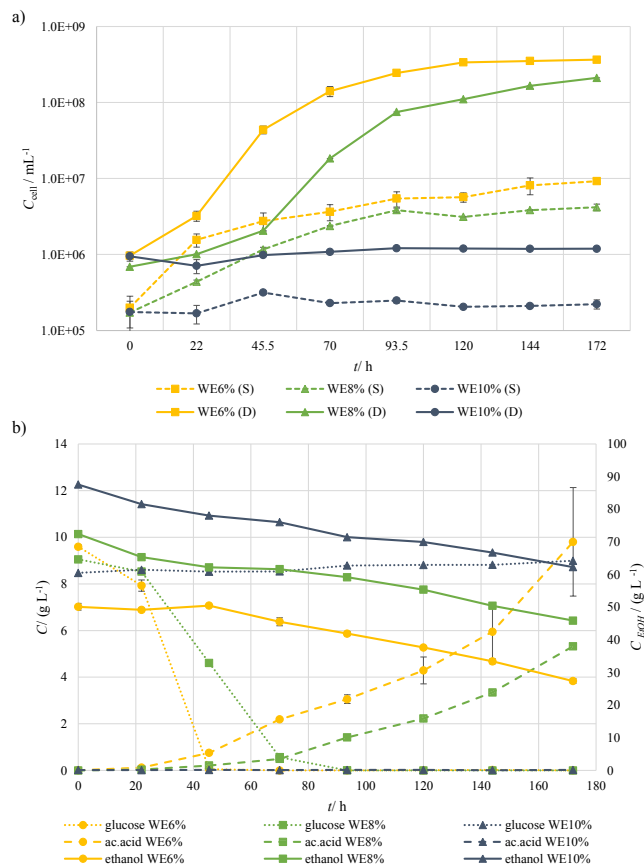 a)
1.0E+09
1.0E+08
1.0E+07
1.0E+06
1.0E+05
C_cell / mL⁻¹
0 22 45.5 70 93.5 120 144 172
t/ h
WE6% (S) WE8% (S) WE10% (S)
WE6% (D) WE8% (D) WE10% (D)
b)
14 100
12 90
10 80
8 70
6 60
4 50
2 40
0 30
20
10
0
C/ (g L⁻¹)
C_EtOH / (g L⁻¹)
0 20 40 60 80 100 120 140 160 180
t/ h
glucose WE6% glucose WE8% glucose WE10%
ac.acid WE6% ac.acid WE8% ac.acid WE10%
ethanol WE6% ethanol WE8% ethanol WE10%